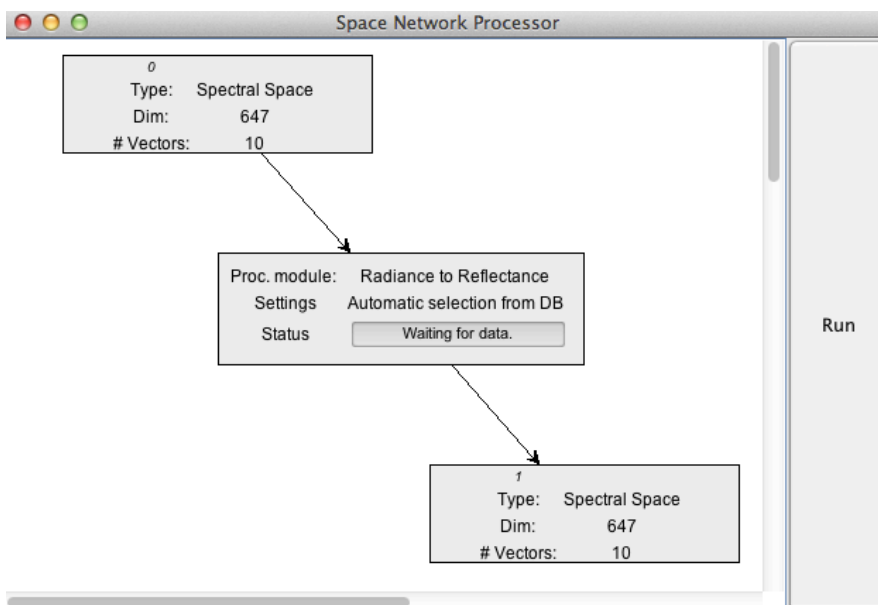 Space Network Processor
0
Type: Spectral Space
Dim: 647
# Vectors: 10
Proc. module: Radiance to Reflectance
Settings Automatic selection from DB
Status Waiting for data.
Run
1
Type: Spectral Space
Dim: 647
# Vectors: 10